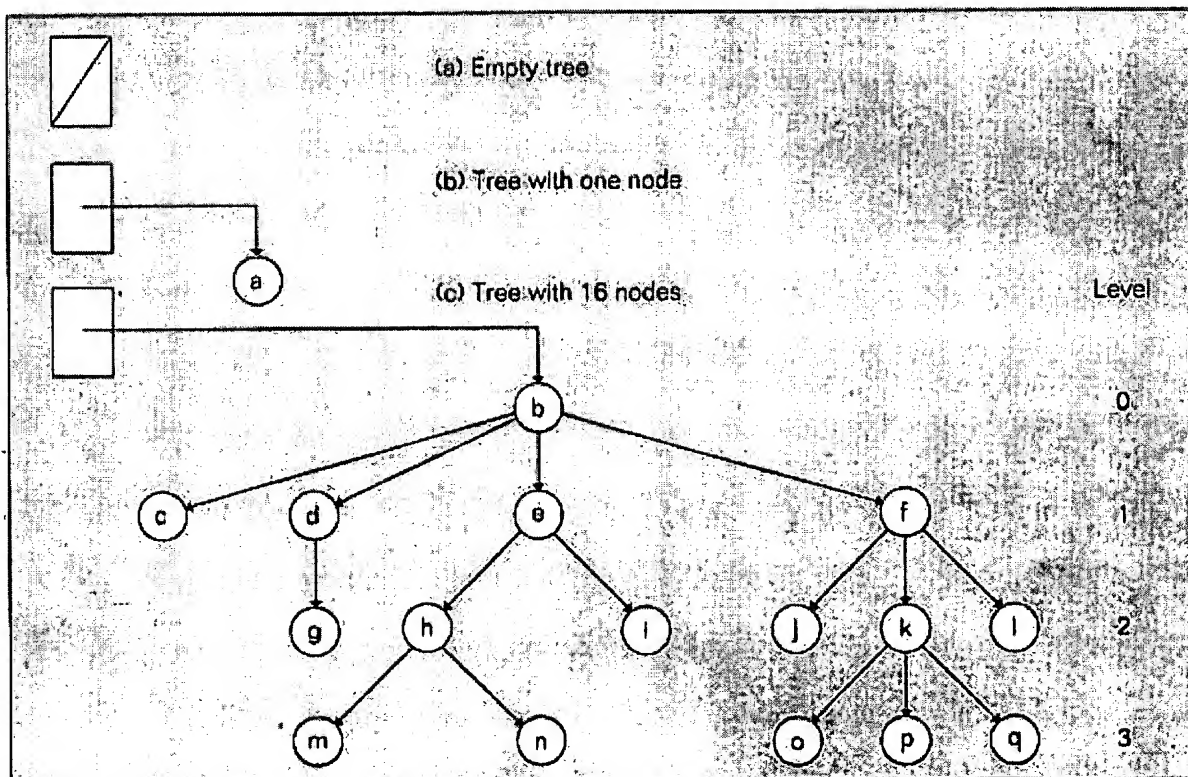 (a) Empty tree
(b) Tree with one node
a
(c) Tree with 16 nodes
Level
b
0
c d e f 1
g h i j k l 2
m n o p q 3